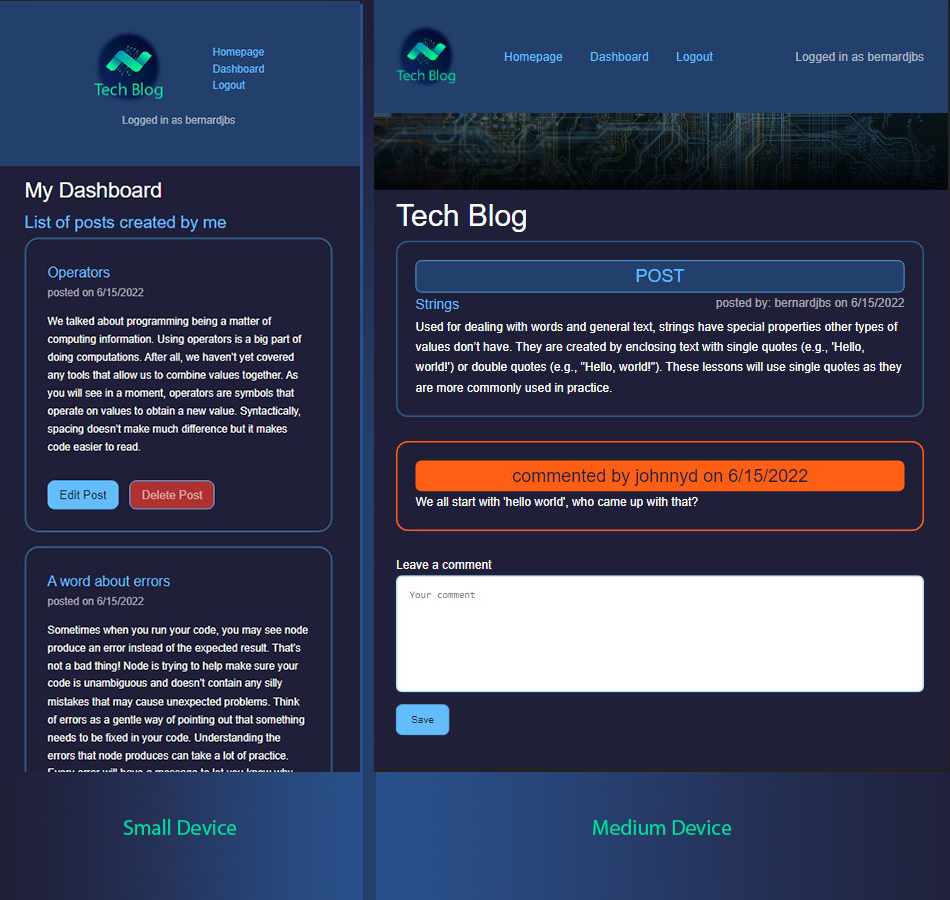 Tech Blog
Homepage
Dashboard
Logout
Logged in as bernardjbs
My Dashboard
List of posts created by me
Operators
posted on 6/15/2022
We talked about programming being a matter of
computing information. Using operators is a big part of
doing computations. After all, we haven't yet covered
any tools that allow us to combine values together. As
you will see in a moment, operators are symbols that
operate on values to obtain a new value. Syntactically,
spacing doesn't make much difference but it makes
code easier to read.
Edit Post Delete Post
A word about errors
posted on 6/15/2022
Sometimes when you run your code, you may see node
produce an error instead of the expected result. That's
not a bad thing! Node is trying to help make sure your
code is unambiguous and doesn't contain any silly
mistakes that may cause unexpected problems. Think
of errors as a gentle way of pointing out that something
needs to be fixed in your code. Understanding the
errors that node produces can take a lot of practice.
Every error will have a message to let you know why
Small Device
Tech Blog
Homepage Dashboard Logout Logged in as bernardjbs
Tech Blog
POST
Strings posted by: bernardjbs on 6/15/2022
Used for dealing with words and general text, strings have special properties other types of
values don't have. They are created by enclosing text with single quotes (e.g., 'Hello,
world!') or double quotes (e.g., "Hello, world!"). These lessons will use single quotes as they
are more commonly used in practice.
commented by johnnyd on 6/15/2022
We all start with 'hello world', who came up with that?
Leave a comment
Your comment
Save
Medium Device